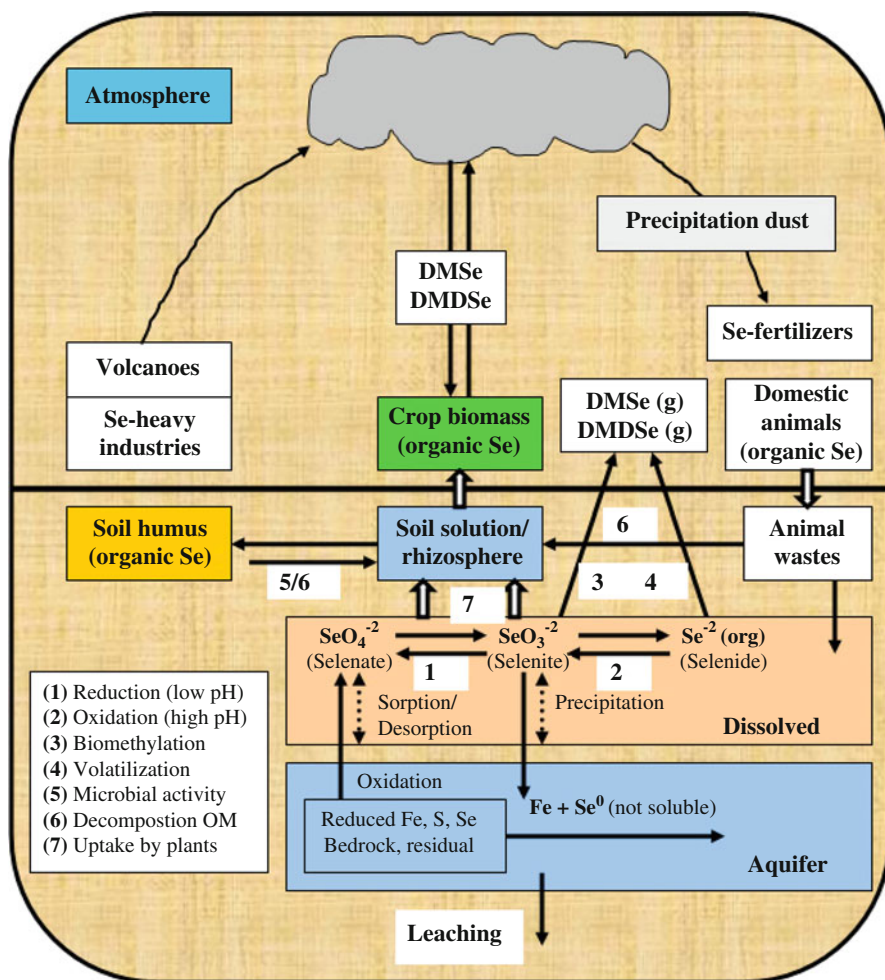 Atmosphere
Precipitation dust
DMSe
DMDSe
Se-fertilizers
Volcanoes
Se-heavy
industries
Crop biomass
(organic Se)
DMSe (g)
DMDSe (g)
Domestic
animals
(organic Se)
Soil humus
(organic Se)
Soil solution/
rhizosphere
6
Animal
wastes
5/6
7
3
4
SeO₄⁻²
(Selenate)
SeO₃⁻²
(Selenite)
Se⁻² (org)
(Selenide)
1
2
Sorption/
Desorption
Precipitation
Dissolved
(1) Reduction (low pH)
(2) Oxidation (high pH)
(3) Biomethylation
(4) Volatilization
(5) Microbial activity
(6) Decompostion OM
(7) Uptake by plants
Oxidation
Reduced Fe, S, Se
Bedrock, residual
Fe + Se⁰ (not soluble)
Aquifer
Leaching